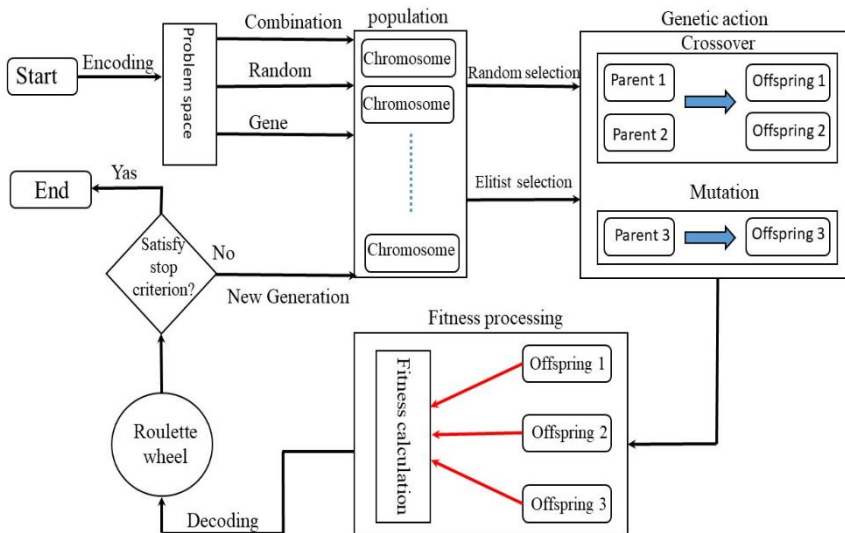 Start
Encoding
Problem space
Combination
Random
Gene
population
Chromosome
Chromosome
Chromosome
Random selection
Elitist selection
Genetic action
Crossover
Parent 1
Offspring 1
Parent 2
Offspring 2
Mutation
Parent 3
Offspring 3
End
Yas
Satisfy
stop
criterion?
No
New Generation
Fitness processing
Fitness calculation
Offspring 1
Offspring 2
Offspring 3
Roulette
wheel
Decoding